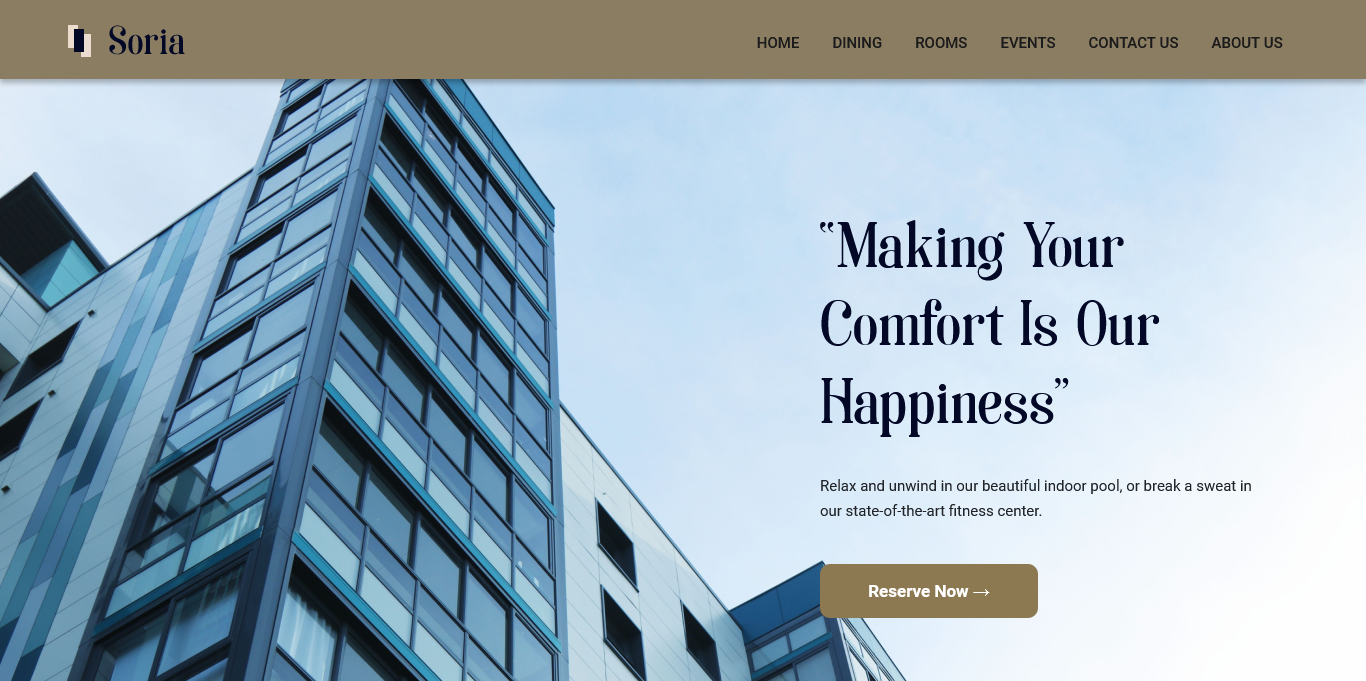 Soria
HOME DINING ROOMS EVENTS CONTACT US ABOUT US
“Making Your
Comfort Is Our
Happiness”
Relax and unwind in our beautiful indoor pool, or break a sweat in
our state-of-the-art fitness center.
Reserve Now →